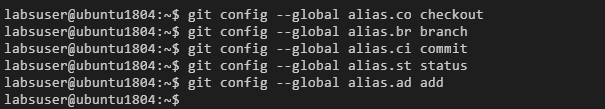 labsuser@ubuntu1804:~$ git config --global alias.co checkout
labsuser@ubuntu1804:~$ git config --global alias.br branch
labsuser@ubuntu1804:~$ git config --global alias.ci commit
labsuser@ubuntu1804:~$ git config --global alias.st status
labsuser@ubuntu1804:~$ git config --global alias.ad add
labsuser@ubuntu1804:~$